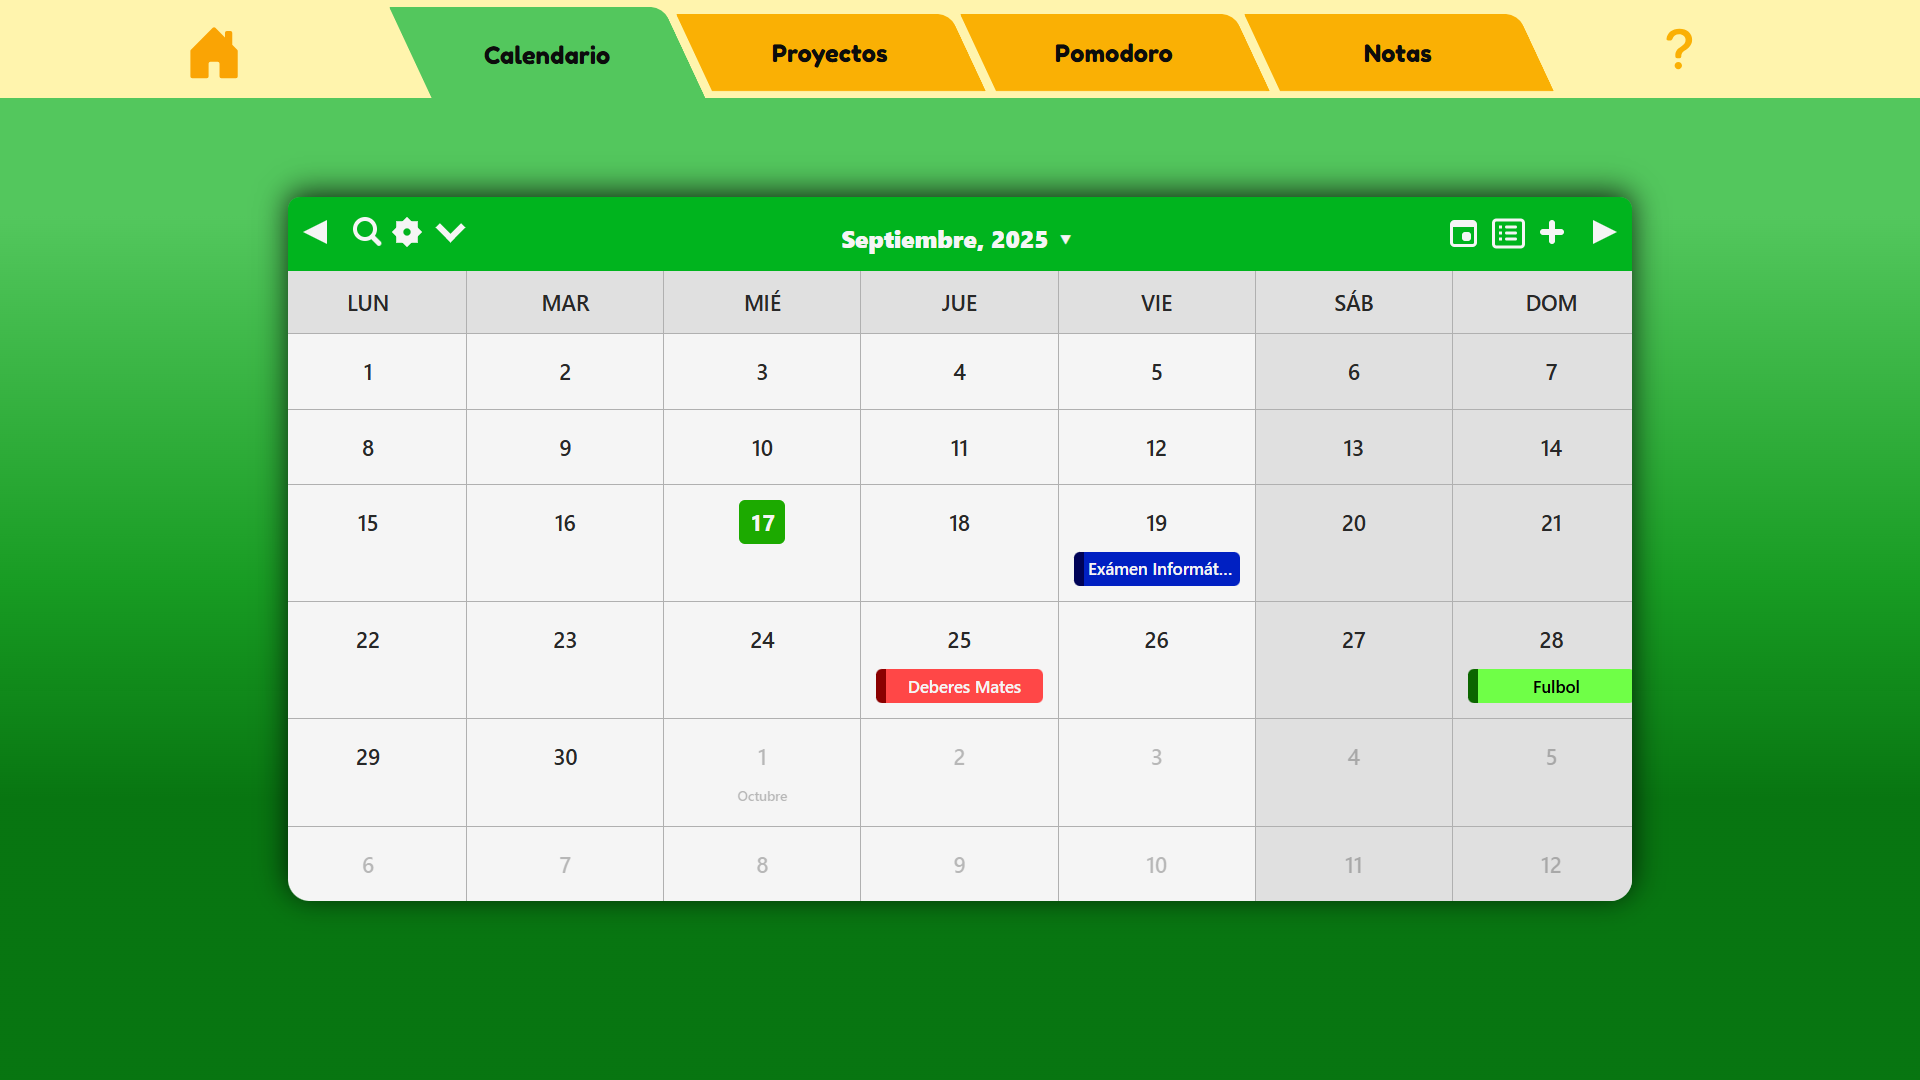 Calendario
Proyectos
Pomodoro
Notas
?
Septiembre, 2025 ▼
LUN MAR MIÉ JUE VIE SÁB DOM
1 2 3 4 5 6 7
8 9 10 11 12 13 14
15 16 17 18 19 20 21
Exámen Informát...
22 23 24 25 26 27 28
Deberes Mates Fulbol
29 30 1 2 3 4 5
Octubre
6 7 8 9 10 11 12